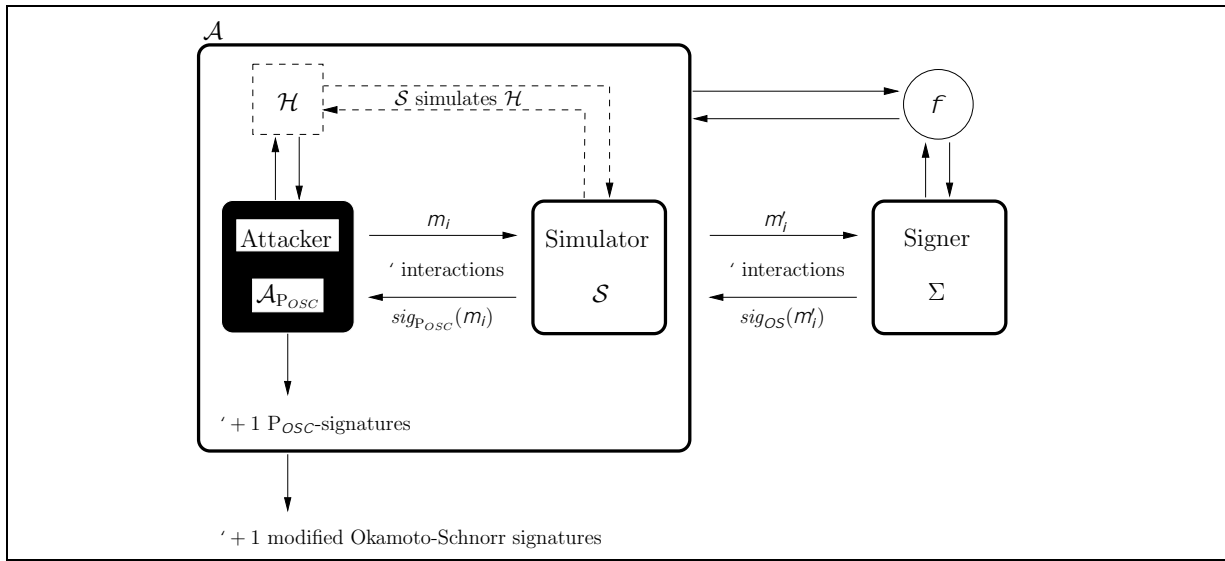 𝒜
ℋ
𝒮 simulates ℋ
f
Attacker
𝒜_{P_{OSC}}
m_i
‘ interactions
sig_{P_{OSC}}(m_i)
Simulator
𝒮
m′_i
‘ interactions
sig_{OS}(m′_i)
Signer
Σ
‘ + 1 P_{OSC}-signatures
‘ + 1 modified Okamoto-Schnorr signatures